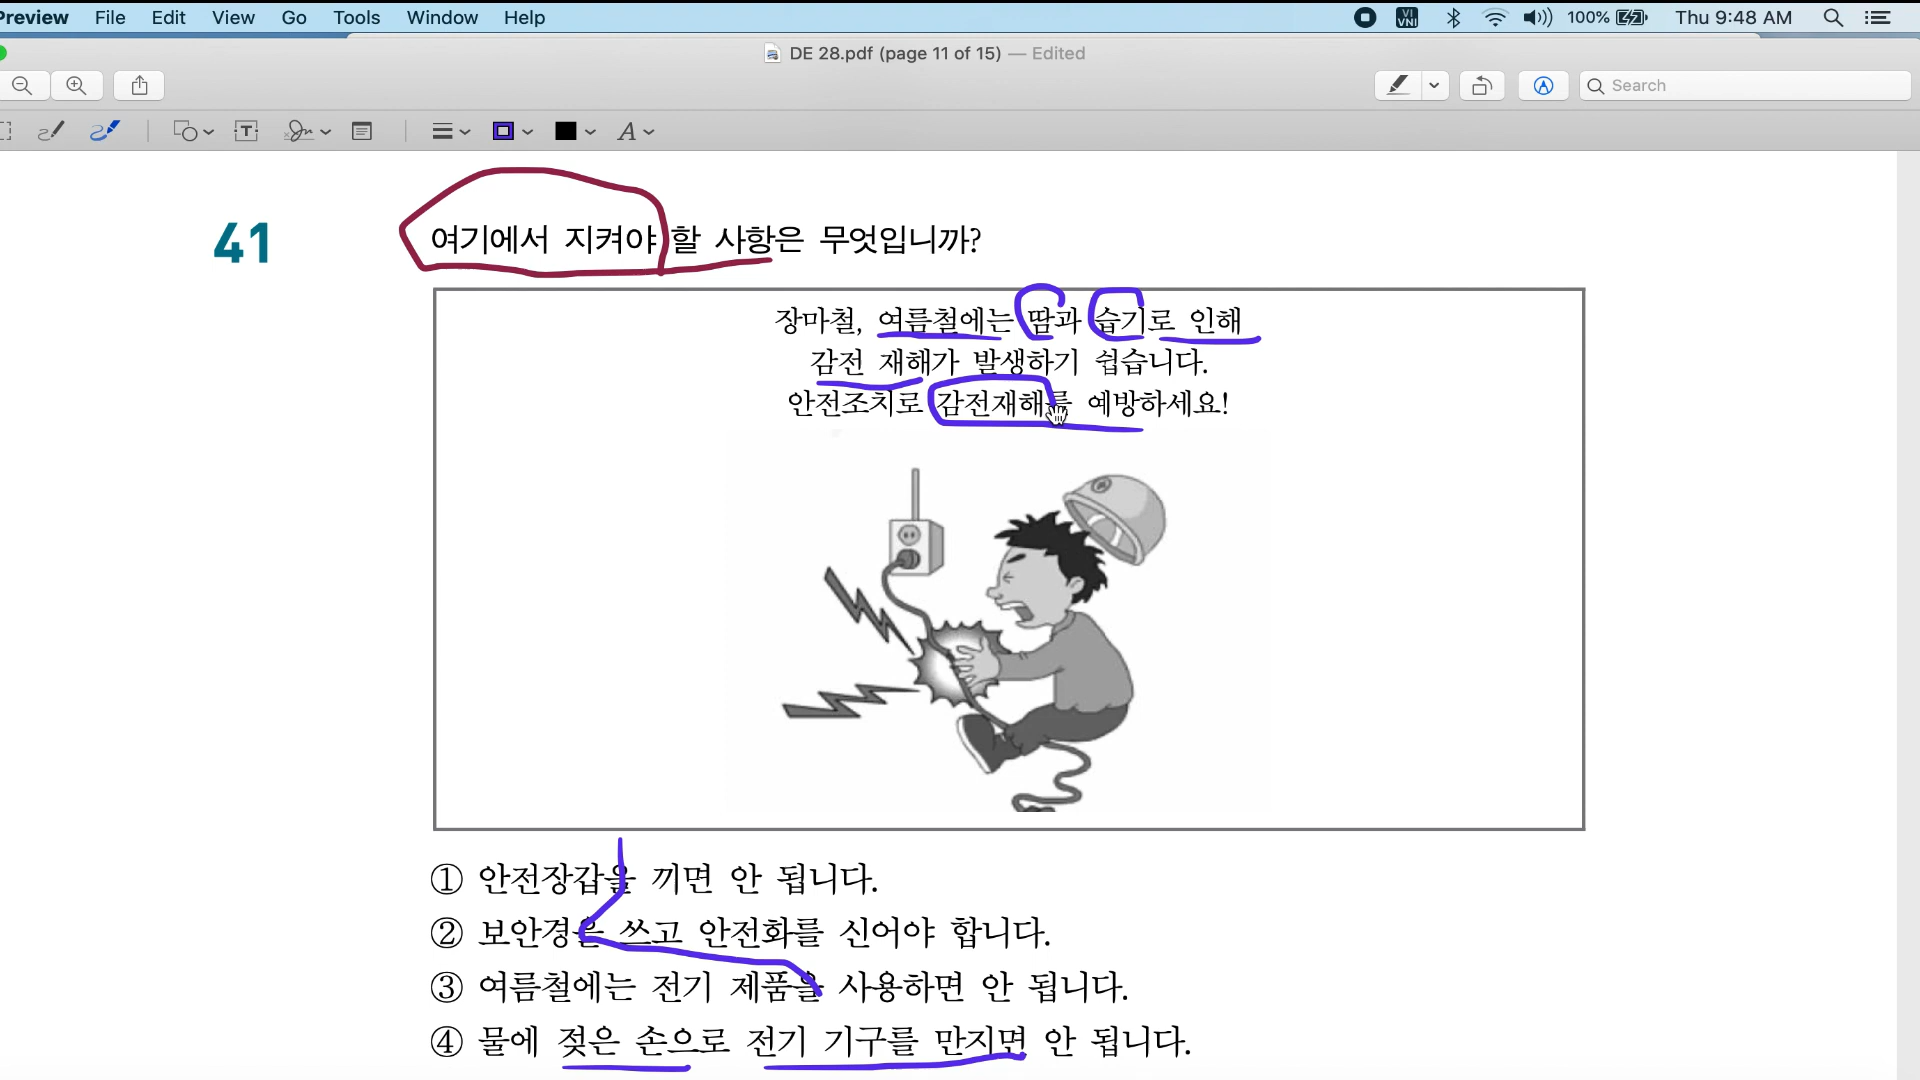 Preview File Edit View Go Tools Window Help VI VNI 100% Thu 9:48 AM
DE 28.pdf (page 11 of 15) — Edited
Search
41 여기에서 지켜야 할 사항은 무엇입니까?
장마철, 여름철에는 땀과 습기로 인해
감전 재해가 발생하기 쉽습니다.
안전조치로 감전재해를 예방하세요!
① 안전장갑을 끼면 안 됩니다.
② 보안경을 쓰고 안전화를 신어야 합니다.
③ 여름철에는 전기 제품을 사용하면 안 됩니다.
④ 물에 젖은 손으로 전기 기구를 만지면 안 됩니다.